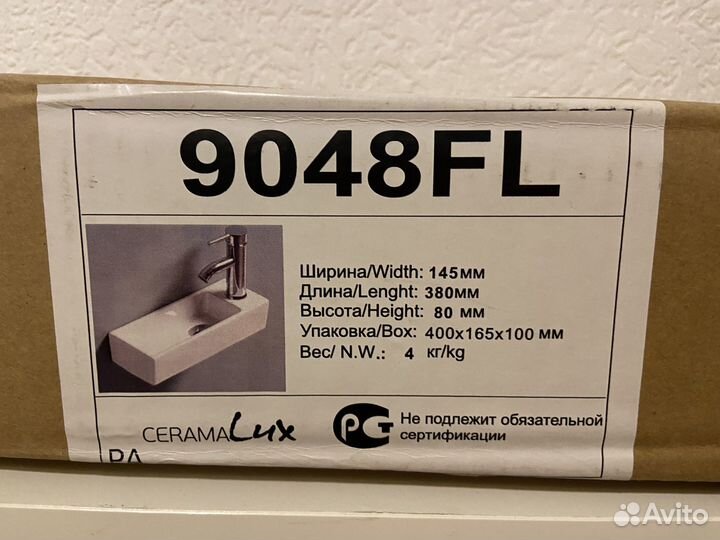 9048FL
Ширина/Width: 145мм
Длина/Lenght: 380мм
Высота/Height: 80 мм
Упаковка/Box: 400x165x100 мм
Вес/ N.W.: 4 кг/kg
CERAMALux
РСТ
Не подлежит обязательной
сертификации
Avito